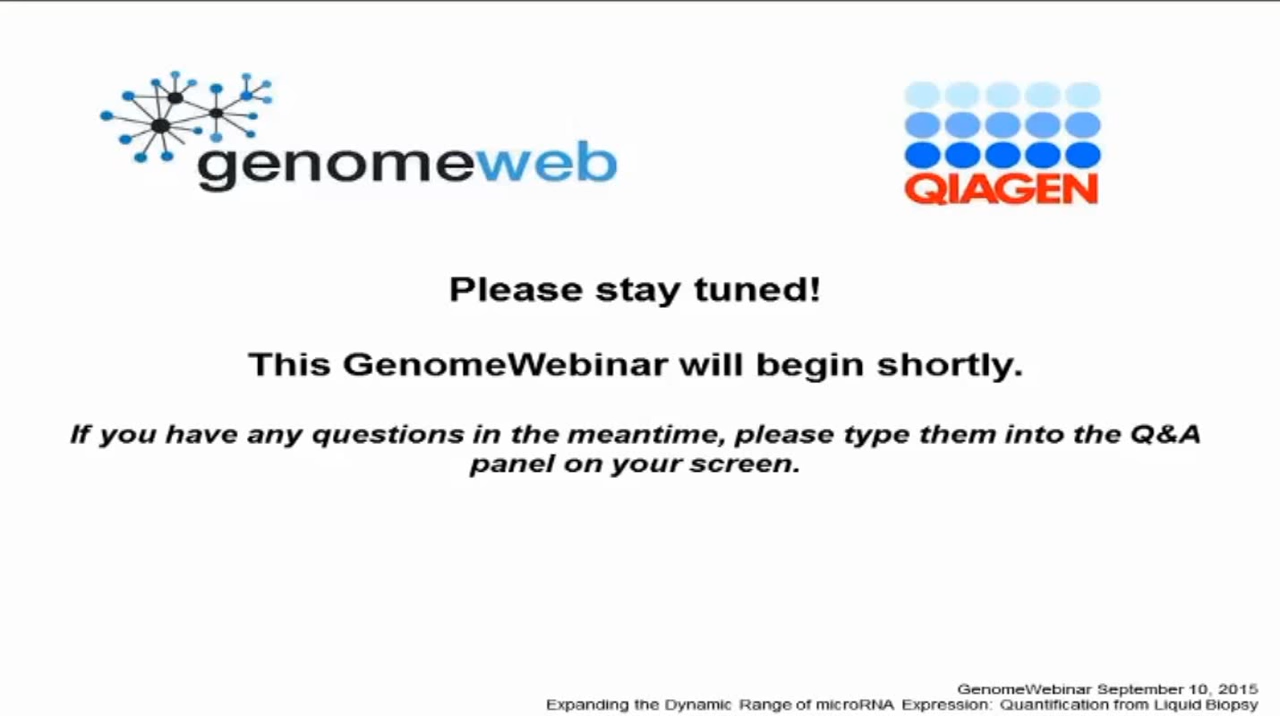 genomeweb
QIAGEN
Please stay tuned!
This GenomeWebinar will begin shortly.
If you have any questions in the meantime, please type them into the Q&A
panel on your screen.
GenomeWebinar September 10, 2015
Expanding the Dynamic Range of microRNA Expression: Quantification from Liquid Biopsy